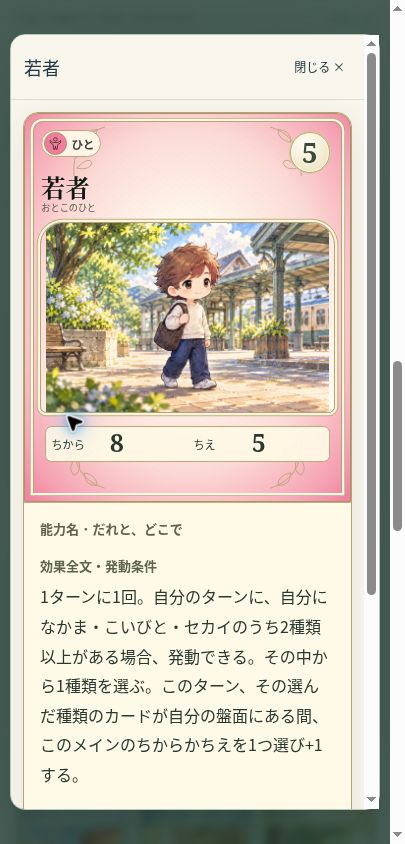 若者
閉じる ×
ひと
5
若者
おとこのひと
ちから 8 ちえ 5
能力名・だれと、どこで
効果全文・発動条件
1ターンに1回。自分のターンに、自分に
なかま・こいびと・セカイのうち2種類
以上がある場合、発動できる。その中か
ら1種類を選ぶ。このターン、その選ん
だ種類のカードが自分の盤面にある間、
このメインのちからかちえを1つ選び+1
する。